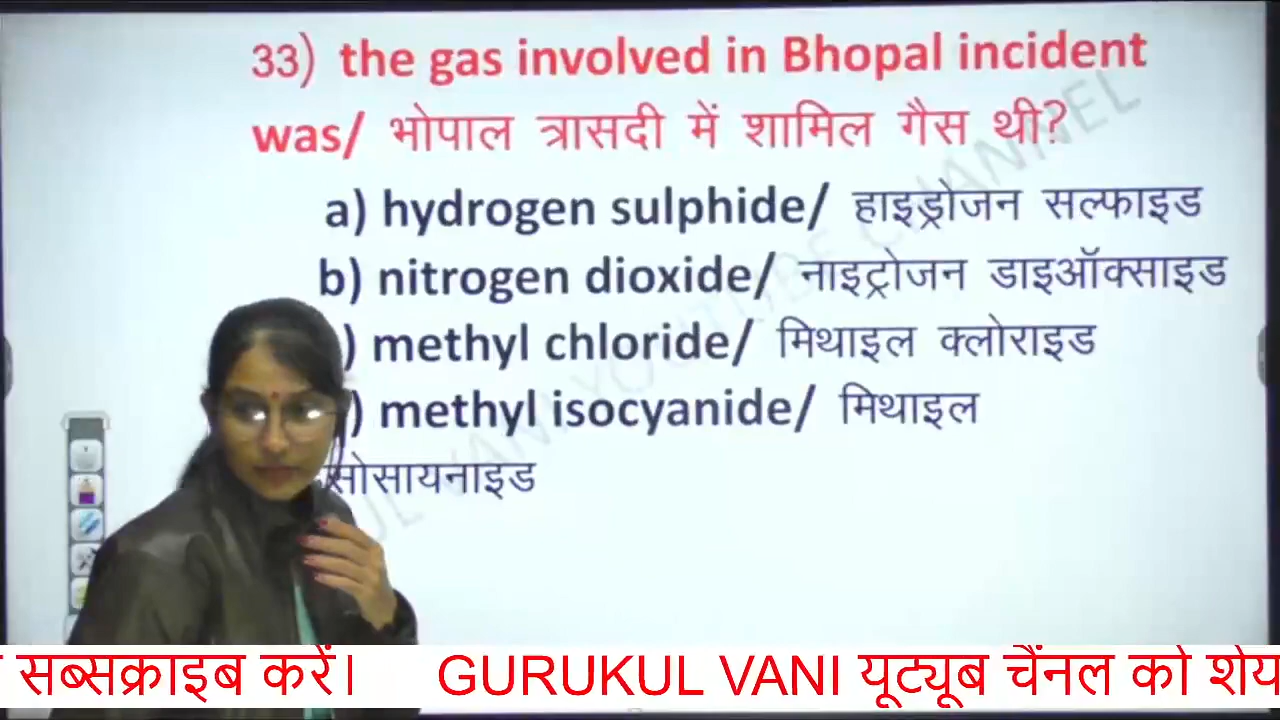 33) the gas involved in Bhopal incident
was/ भोपाल त्रासदी में शामिल गैस थी?
a) hydrogen sulphide/ हाइड्रोजन सल्फाइड
b) nitrogen dioxide/ नाइट्रोजन डाइऑक्साइड
) methyl chloride/ मिथाइल क्लोराइड
) methyl isocyanide/ मिथाइल
सोसायनाइड
सब्सक्राइब करें। GURUKUL VANI यूट्यूब चैंनल को शेय